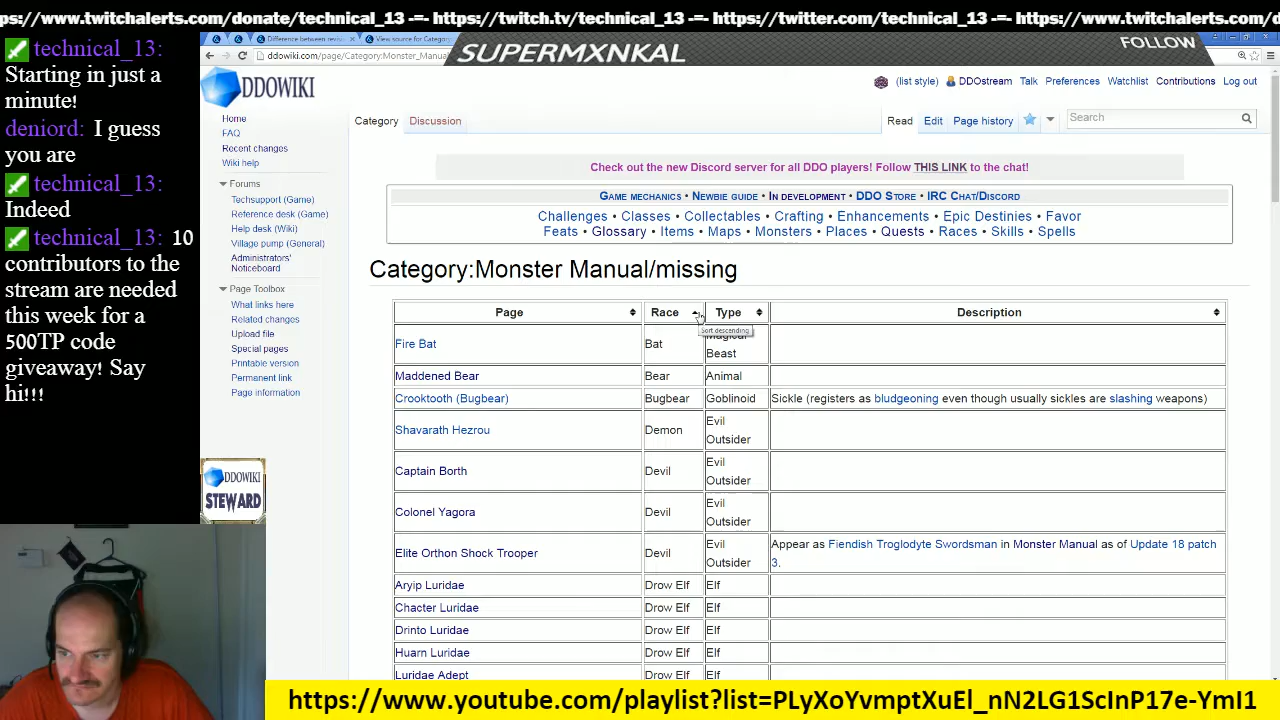 ps://www.twitchalerts.com/donate/technical_13 -=- https://twitch.tv/technical_13 -=- https://twitter.com/technical_13 -=- https://www.twitchalerts.com/d
technical_13:
Starting in just a
minute!
deniord: I guess
you are
technical_13:
Indeed
technical_13: 10
contributors to the
stream are needed
this week for a
500TP code
giveaway! Say
hi!!!
Difference between revis
View source for Categor
SUPERMXNKAL
FOLLOW
ddowiki.com/page/Category:Monster_Manua
DDOWIKI
(list style) DDOstream Talk Preferences Watchlist Contributions Log out
Home
FAQ
Recent changes
Wiki help
Forums
Techsupport (Game)
Reference desk (Game)
Help desk (Wiki)
Village pump (General)
Administrators'
Noticeboard
Page Toolbox
What links here
Related changes
Upload file
Special pages
Printable version
Permanent link
Page information
DDOWIKI
STEWARD
Category Discussion Read Edit Page history Search
Check out the new Discord server for all DDO players! Follow THIS LINK to the chat!
Game mechanics • Newbie guide • In development • DDO Store • IRC Chat/Discord
Challenges • Classes • Collectables • Crafting • Enhancements • Epic Destinies • Favor
Feats • Glossary • Items • Maps • Monsters • Places • Quests • Races • Skills • Spells
Category:Monster Manual/missing
Page Race Type Description
Sort descending
Fire Bat Bat Magical
Beast
Maddened Bear Bear Animal
Crooktooth (Bugbear) Bugbear Goblinoid Sickle (registers as bludgeoning even though usually sickles are slashing weapons)
Shavarath Hezrou Demon Evil
Outsider
Captain Borth Devil Evil
Outsider
Colonel Yagora Devil Evil
Outsider
Elite Orthon Shock Trooper Devil Evil
Outsider
Appear as Fiendish Troglodyte Swordsman in Monster Manual as of Update 18 patch
3.
Aryip Luridae Drow Elf Elf
Chacter Luridae Drow Elf Elf
Drinto Luridae Drow Elf Elf
Huarn Luridae Drow Elf Elf
Luridae Adept Drow Elf Elf
https://www.youtube.com/playlist?list=PLyXoYvmptXuEl_nN2LG1ScInP17e-YmI1